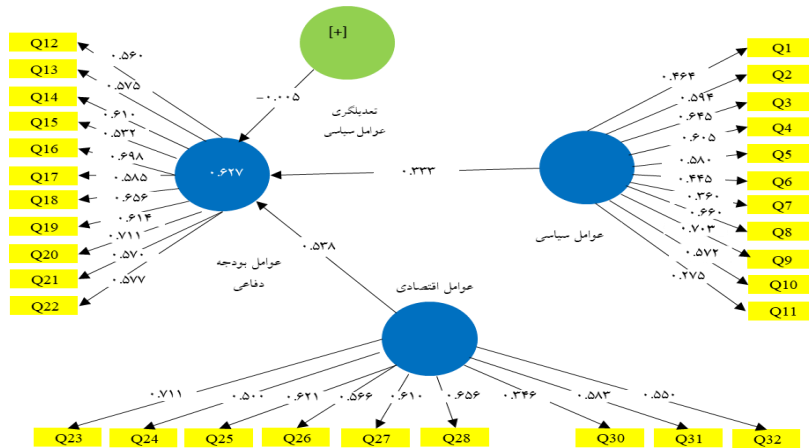 [+]
Q12
Q13
Q14
Q15
Q16
Q17
Q18
Q19
Q20
Q21
Q22
۰.۵۶۰
۰.۵۷۵
۰.۶۱۰
۰.۵۳۲
۰.۶۹۸
۰.۵۸۵
۰.۶۵۶
۰.۶۱۴
۰.۷۱۱
۰.۵۷۰
۰.۵۷۷
-۰.۰۰۵
تعدیلگری
عوامل سیاسی
۰.۶۲۷
۰.۳۳۳
۰.۵۳۸
عوامل بودجه
دفاعی
Q1
Q2
Q3
Q4
Q5
Q6
Q7
Q8
Q9
Q10
Q11
۰.۴۶۴
۰.۵۹۴
۰.۶۴۵
۰.۶۰۵
۰.۵۸۰
۰.۴۴۵
۰.۳۶۰
۰.۶۶۰
۰.۷۰۳
۰.۵۷۲
۰.۲۷۵
عوامل سیاسی
عوامل اقتصادی
۰.۷۱۱
۰.۵۰۰
۰.۶۲۱
۰.۵۶۶
۰.۶۱۰
۰.۶۵۶
۰.۳۴۶
۰.۵۸۳
۰.۵۵۰
Q23
Q24
Q25
Q26
Q27
Q28
Q30
Q31
Q32